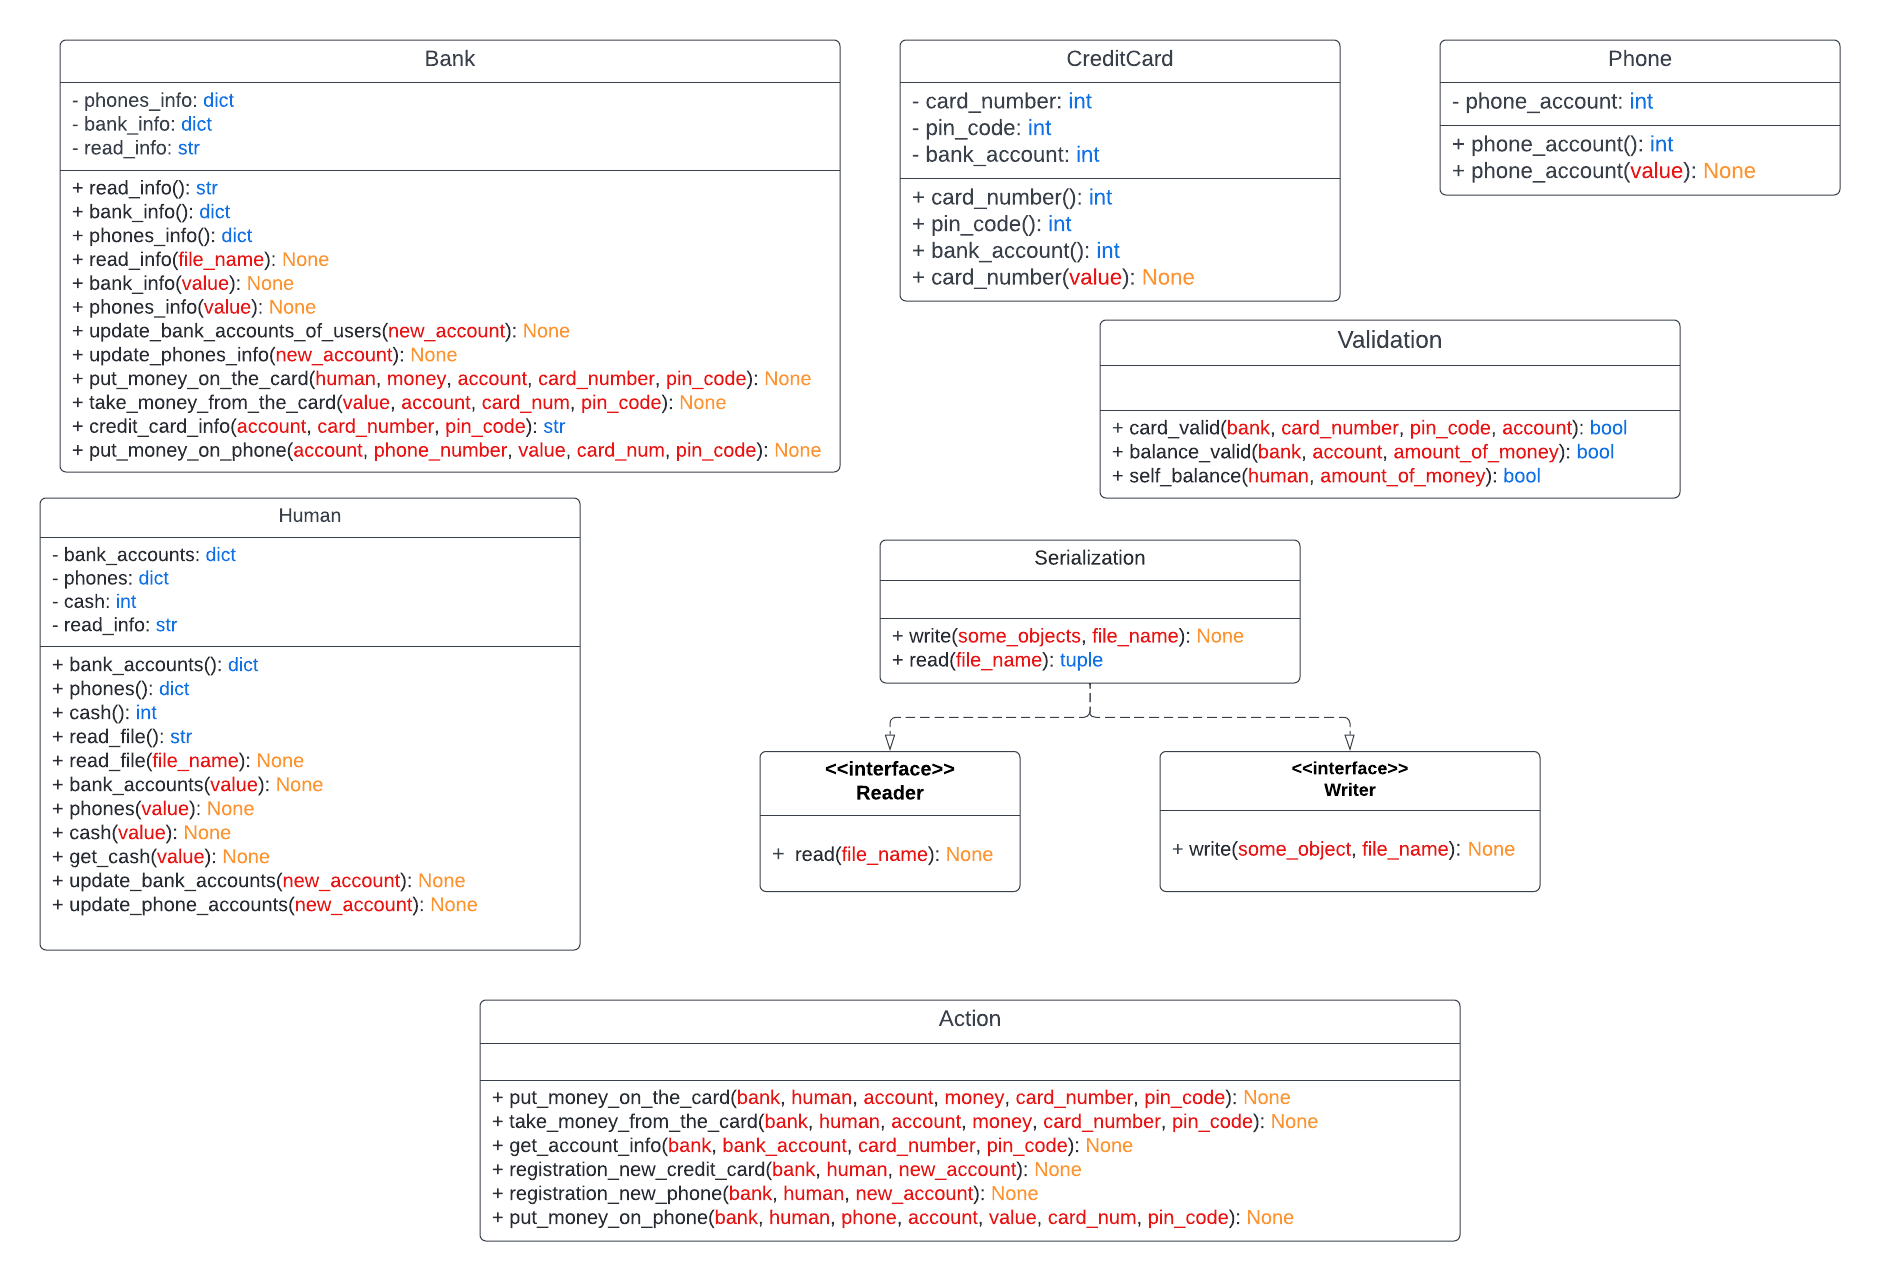 Bank
- phones_info: dict
- bank_info: dict
- read_info: str
+ read_info(): str
+ bank_info(): dict
+ phones_info(): dict
+ read_info(file_name): None
+ bank_info(value): None
+ phones_info(value): None
+ update_bank_accounts_of_users(new_account): None
+ update_phones_info(new_account): None
+ put_money_on_the_card(human, money, account, card_number, pin_code): None
+ take_money_from_the_card(value, account, card_num, pin_code): None
+ credit_card_info(account, card_number, pin_code): str
+ put_money_on_phone(account, phone_number, value, card_num, pin_code): None
CreditCard
- card_number: int
- pin_code: int
- bank_account: int
+ card_number(): int
+ pin_code(): int
+ bank_account(): int
+ card_number(value): None
Phone
- phone_account: int
+ phone_account(): int
+ phone_account(value): None
Validation
+ card_valid(bank, card_number, pin_code, account): bool
+ balance_valid(bank, account, amount_of_money): bool
+ self_balance(human, amount_of_money): bool
Human
- bank_accounts: dict
- phones: dict
- cash: int
- read_info: str
+ bank_accounts(): dict
+ phones(): dict
+ cash(): int
+ read_file(): str
+ read_file(file_name): None
+ bank_accounts(value): None
+ phones(value): None
+ cash(value): None
+ get_cash(value): None
+ update_bank_accounts(new_account): None
+ update_phone_accounts(new_account): None
Serialization
+ write(some_objects, file_name): None
+ read(file_name): tuple
<<interface>>
Reader
+ read(file_name): None
<<interface>>
Writer
+ write(some_object, file_name): None
Action
+ put_money_on_the_card(bank, human, account, money, card_number, pin_code): None
+ take_money_from_the_card(bank, human, account, money, card_number, pin_code): None
+ get_account_info(bank, bank_account, card_number, pin_code): None
+ registration_new_credit_card(bank, human, new_account): None
+ registration_new_phone(bank, human, new_account): None
+ put_money_on_phone(bank, human, phone, account, value, card_num, pin_code): None